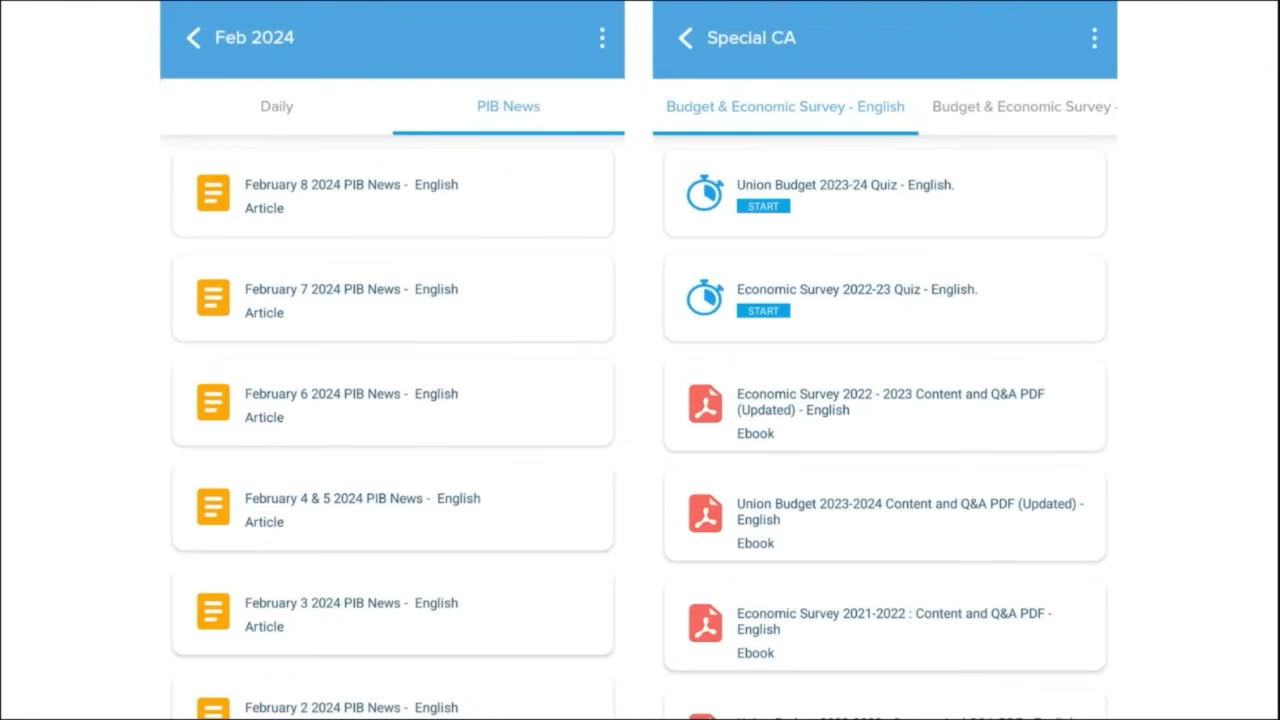 Feb 2024
Daily
PIB News
February 8 2024 PIB News - English
Article
February 7 2024 PIB News - English
Article
February 6 2024 PIB News - English
Article
February 4 & 5 2024 PIB News - English
Article
February 3 2024 PIB News - English
Article
February 2 2024 PIB News - English
Special CA
Budget & Economic Survey - English
Budget & Economic Survey -
Union Budget 2023-24 Quiz - English.
START
Economic Survey 2022-23 Quiz - English.
START
Economic Survey 2022 - 2023 Content and Q&A PDF
(Updated) - English
Ebook
Union Budget 2023-2024 Content and Q&A PDF (Updated) -
English
Ebook
Economic Survey 2021-2022 : Content and Q&A PDF -
English
Ebook